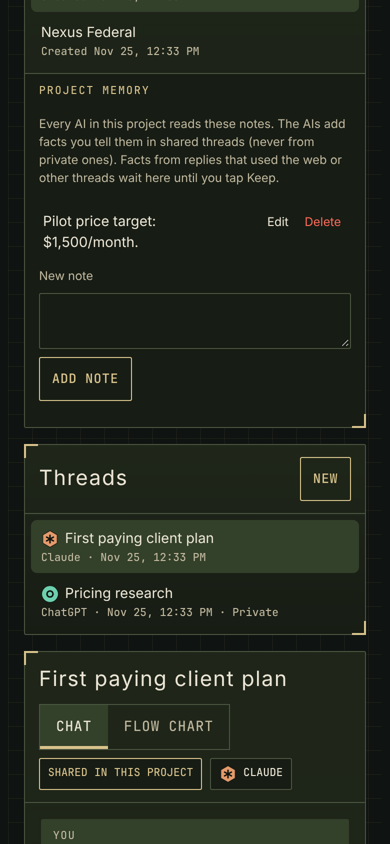 Nexus Federal
Created Nov 25, 12:33 PM
PROJECT MEMORY
Every AI in this project reads these notes. The AIs add
facts you tell them in shared threads (never from
private ones). Facts from replies that used the web or
other threads wait here until you tap Keep.
Pilot price target:
$1,500/month.
Edit
Delete
New note
ADD NOTE
Threads
NEW
First paying client plan
Claude · Nov 25, 12:33 PM
Pricing research
ChatGPT · Nov 25, 12:33 PM · Private
First paying client plan
CHAT
FLOW CHART
SHARED IN THIS PROJECT
CLAUDE
YOU